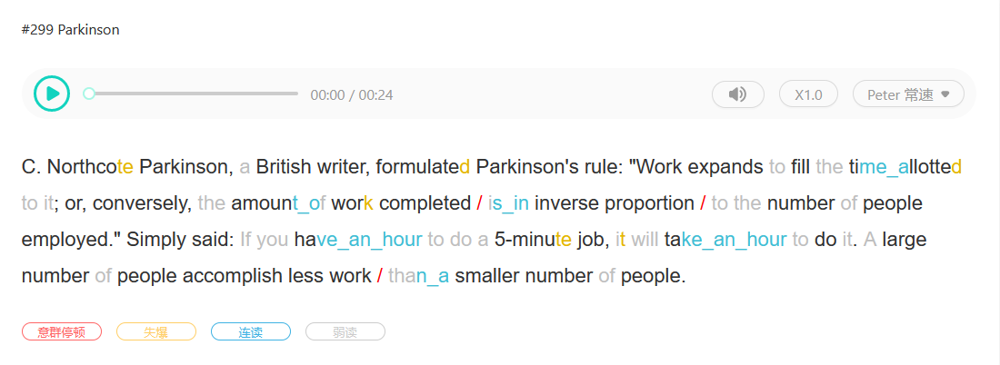 #299 Parkinson
00:00 / 00:24
X1.0
Peter 常速
C. Northcote Parkinson, a British writer, formulated Parkinson's rule: "Work expands to fill the time_allotted
to it; or, conversely, the amount_of work completed / is_in inverse proportion / to the number of people
employed." Simply said: If you have_an_hour to do a 5-minute job, it will take_an_hour to do it. A large
number of people accomplish less work / than_a smaller number of people.
意群停顿 失爆 连读 弱读